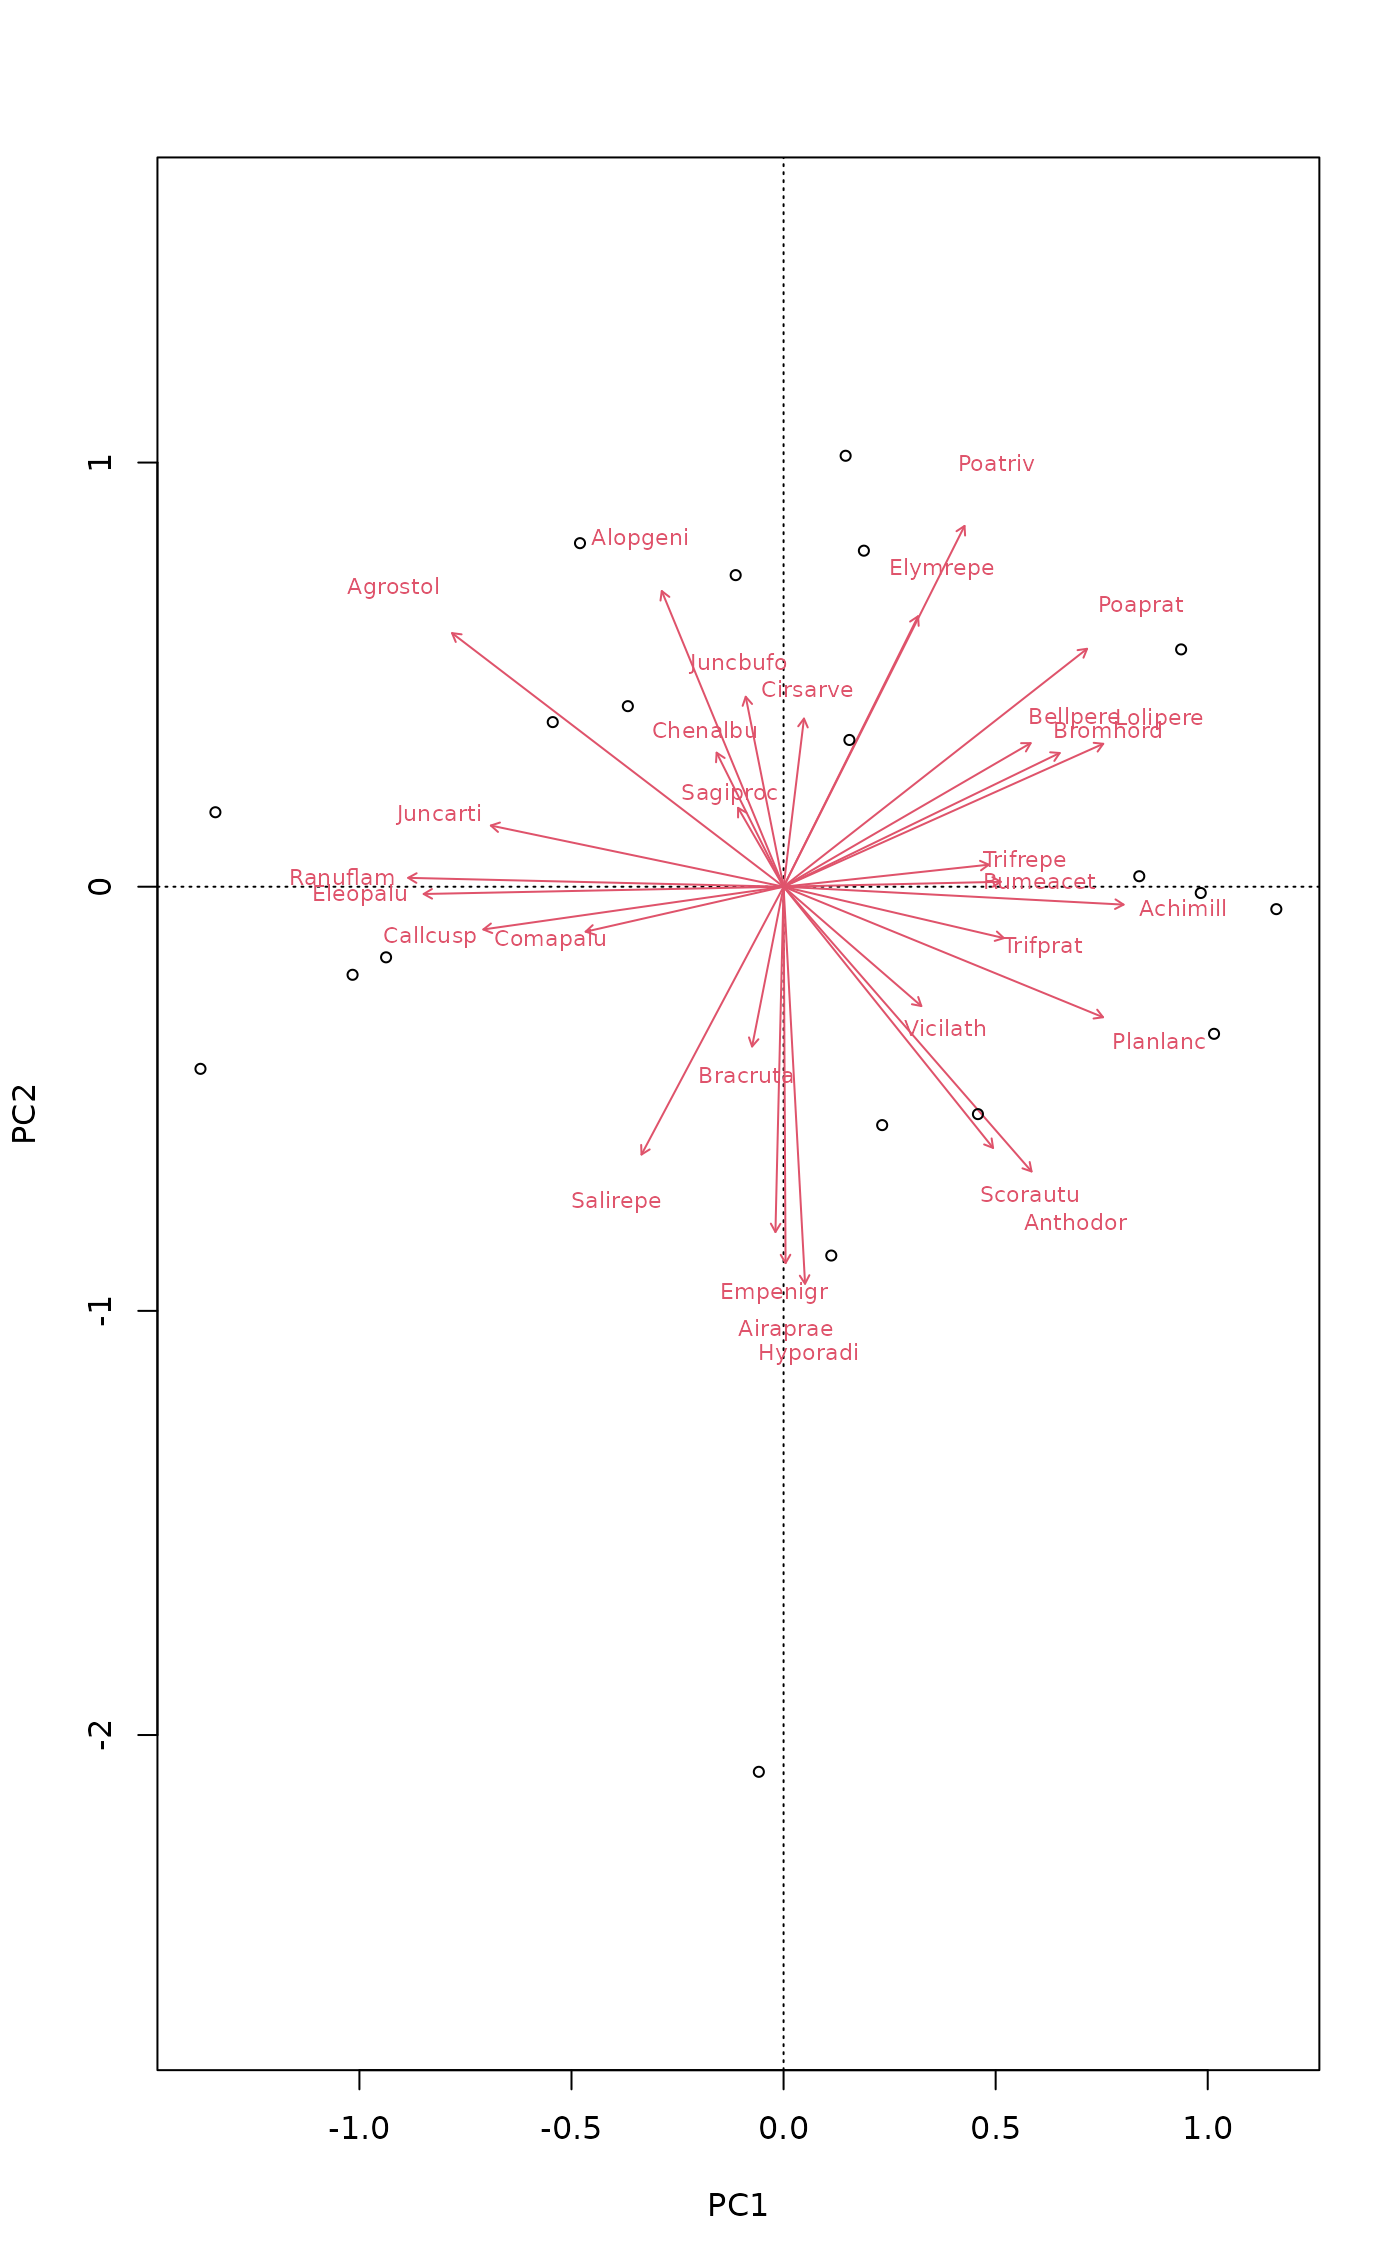 Poatriv
Alopgeni
Elymrepe
Agrostol
Poaprat
Juncbufo
Cirsarve
Bellpere
Lolipere
Chenalbu
Bromhord
Sagiproc
Juncarti
Trifrepe
Ranuflam
Rumeacet
Eleopalu
Achimill
Callcusp
Comapalu
Trifprat
Vicilath
Planlanc
Bracruta
Salirepe
Scorautu
Anthodor
Empenigr
Airaprae
Hyporadi
1
0
-1
-2
PC2
-1.0 -0.5 0.0 0.5 1.0
PC1